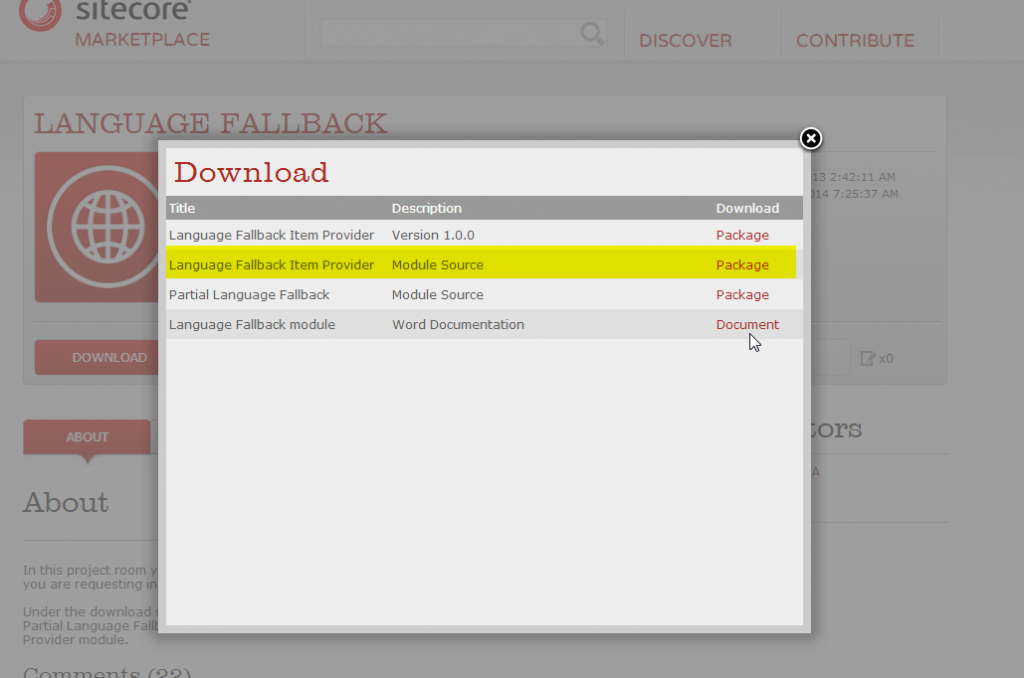 sitecore
MARKETPLACE
DISCOVER
CONTRIBUTE
LANGUAGE FALLBACK
13 2:42:11 AM
014 7:25:37 AM
Download
Title Description Download
Language Fallback Item Provider Version 1.0.0 Package
Language Fallback Item Provider Module Source Package
Partial Language Fallback Module Source Package
Language Fallback module Word Documentation Document
DOWNLOAD
x0
ABOUT
About
In this project room
you are requesting in
Under the download
Partial Language
Provider module.
Comments (22)